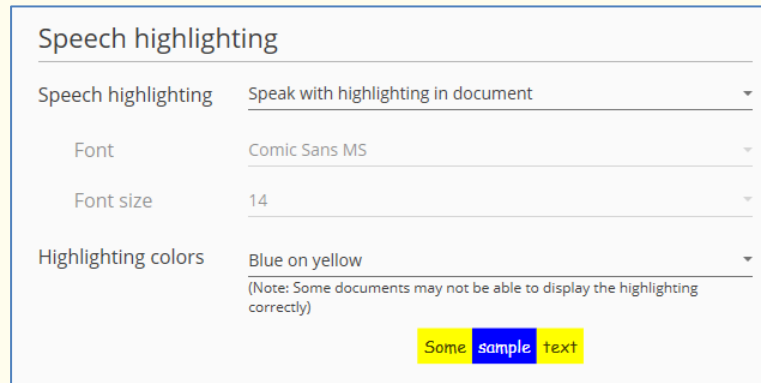 Speech highlighting
Speech highlighting Speak with highlighting in document
Font Comic Sans MS
Font size 14
Highlighting colors Blue on yellow
(Note: Some documents may not be able to display the highlighting
correctly)
Some sample text